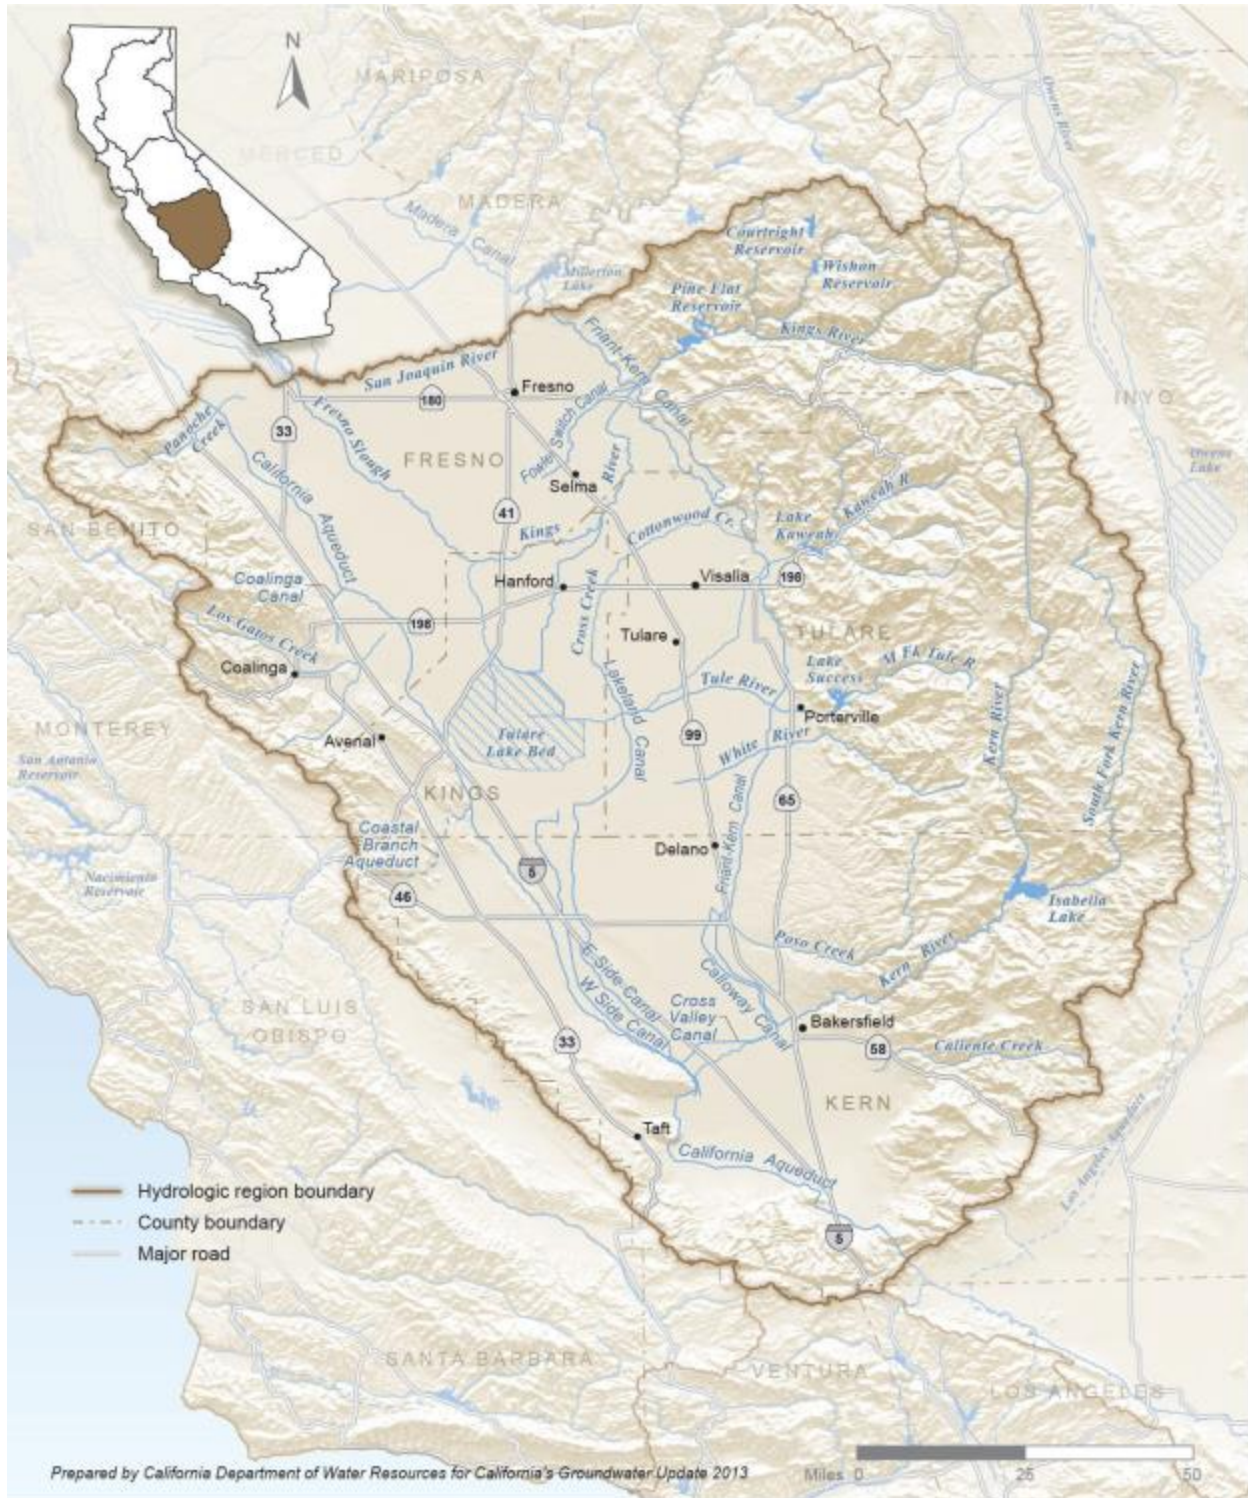 N
MARIPOSA
MERCED
MADERA
Madera Canal
Millerton
Lake
Owens River
Courtright
Reservoir
Wishon
Reservoir
Pine Flat
Reservoir
Kings River
Friant-Kern Canal
San Joaquin River
Fresno
180
33
Panoche
Creek
Fresno Slough
Fowler Switch Canal
INYO
Owens
Lake
FRESNO
California Aqueduct
Selma
41
Kings River
Cottonwood Cr.
Lake
Kaweah
Kaweah R
SAN BENITO
Coalinga
Canal
Hanford
Visalia
198
198
Los Gatos Creek
Cross Creek
Tulare
TULARE
Coalinga
Lake
Success
M Fk Tule R
Lakeland Canal
Tule River
Porterville
Kern River
South Fork Kern River
MONTEREY
San Antonio
Reservoir
Avenal
Tulare
Lake Bed
99
White River
KINGS
65
Coastal
Branch
Aqueduct
Delano
Friant-Kern Canal
Nacimiento
Reservoir
5
46
Isabella
Lake
Poso Creek
Kern River
E Side Canal
W Side Canal
Calloway Canal
Cross
Valley
Canal
SAN LUIS
OBISPO
Bakersfield
33
58
Caliente Creek
KERN
Taft
California Aqueduct
Los Angeles Aqueduct
Hydrologic region boundary
County boundary
Major road
5
SANTA BARBARA
VENTURA
LOS ANGELES
Prepared by California Department of Water Resources for California's Groundwater Update 2013
Miles 0 25 50